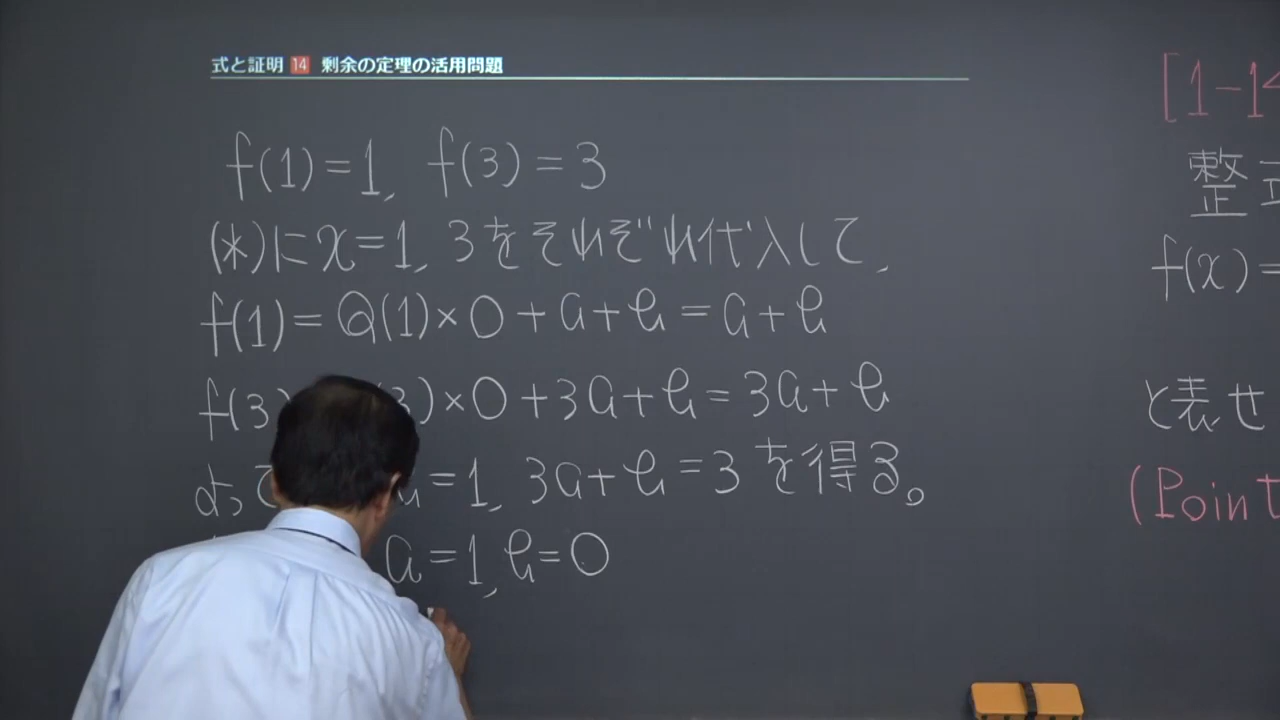 式と証明 14 剰余の定理の活用問題
f(1)=1, f(3)=3
(*)にx=1, 3をそれぞれ代入して,
f(1)=Q(1)×0+a+b=a+b
f(3) 3)×0+3a+b=3a+b
よって =1, 3a+b=3を得る。
a=1, b=0
[1-14
整式
f(x)=
と表せ
(Point